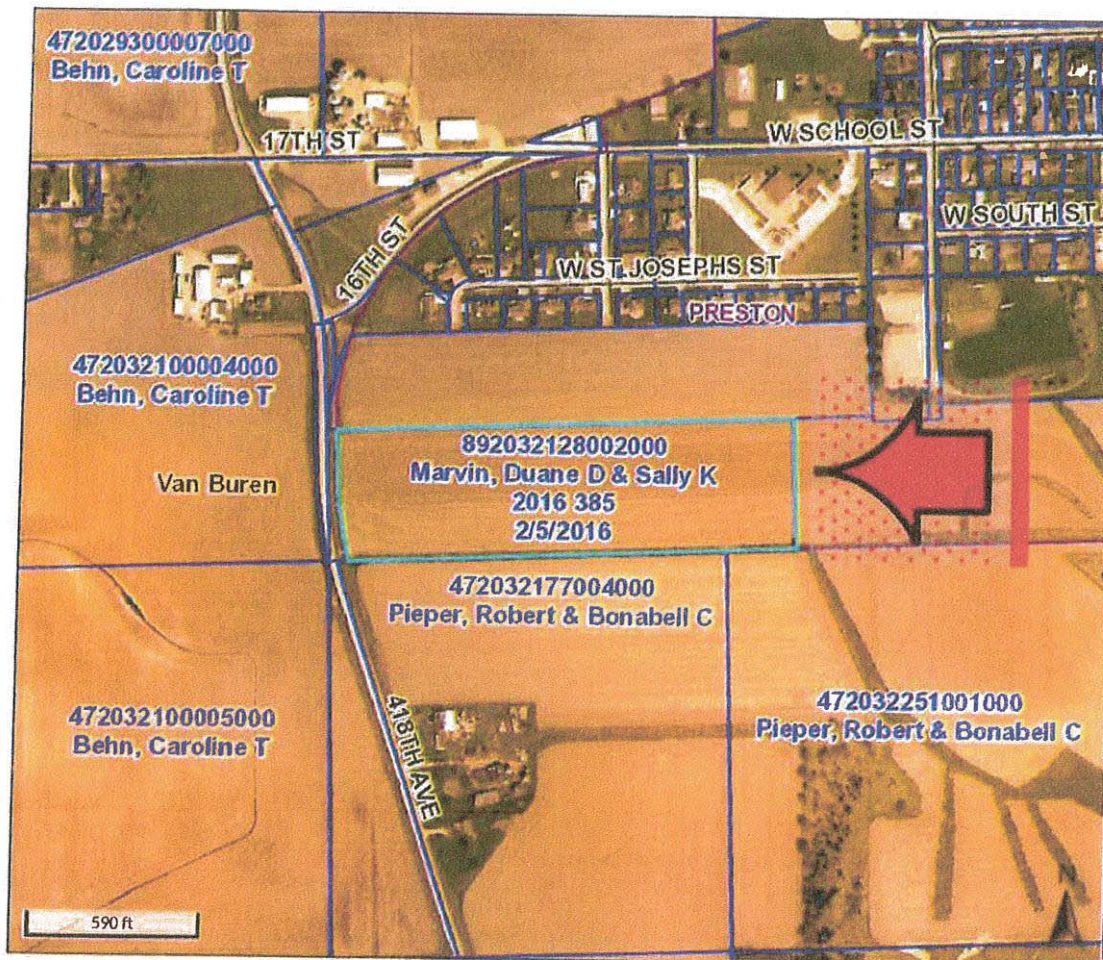 472029300007000
Behn, Caroline T
17TH ST
W SCHOOL ST
16TH ST
W SOUTH ST
W ST. JOSEPHS ST
PRESTON
472032100004000
Behn, Caroline T
Van Buren
892032128002000
Marvin, Duane D & Sally K
2016 385
2/5/2016
472032177004000
Pieper, Robert & Bonabell C
472032100005000
Behn, Caroline T
418TH AVE
472032251001000
Pieper, Robert & Bonabell C
590 ft
N